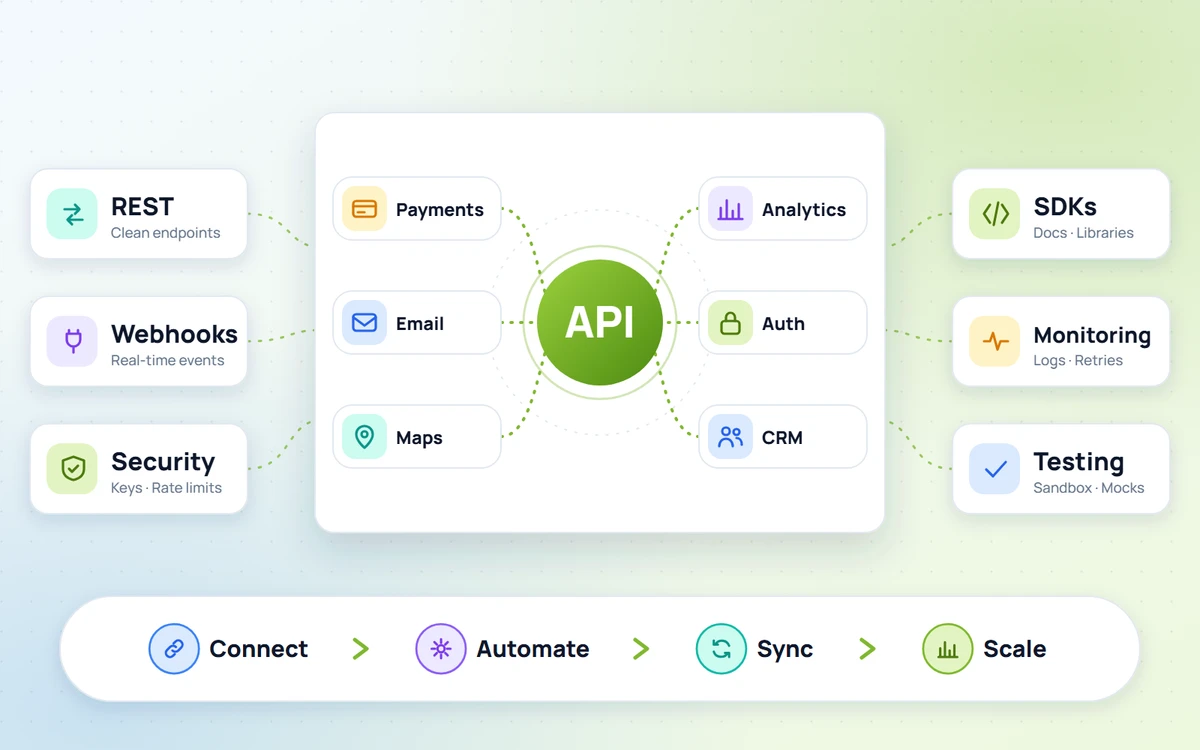 REST
Clean endpoints
Webhooks
Real-time events
Security
Keys · Rate limits
Payments
Email
Maps
API
Analytics
Auth
CRM
SDKs
Docs · Libraries
Monitoring
Logs · Retries
Testing
Sandbox · Mocks
Connect
Automate
Sync
Scale